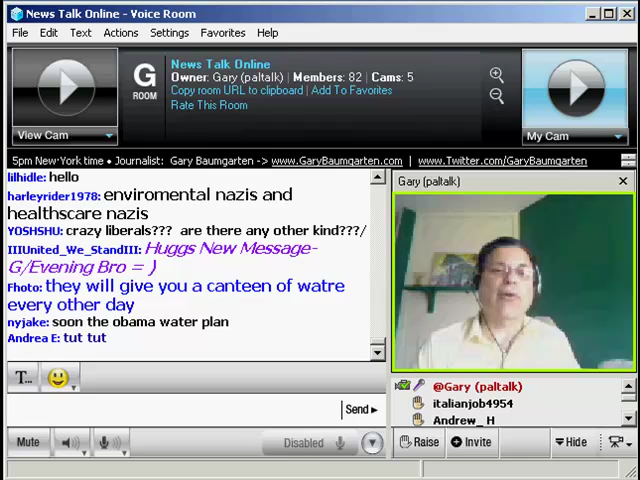 News Talk Online - Voice Room
File Edit Text Actions Settings Favorites Help
G
ROOM
News Talk Online
Owner: Gary (paltalk) | Members: 82 | Cams: 5
Copy room URL to clipboard | Add To Favorites
Rate This Room
View Cam
My Cam
5pm New-York time • Journalist: Gary Baumgarten -> www.GaryBaumgarten.com | www.Twitter.com/GaryBaumgarten
lilhidle: hello
harleyrider1978: enviromental nazis and
healthscare nazis
YOSHSHU: crazy liberals??? are there any other kind???/
IIIUnited_We_StandIII: Huggs New Message-
G/Evening Bro = )
Fhoto: they will give you a canteen of watre
every other day
nyjake: soon the obama water plan
Andrea E: tut tut
Gary (paltalk)
T...
Send
@Gary (paltalk)
italianjob4954
Andrew_ H
Mute
Disabled
Raise
Invite
Hide